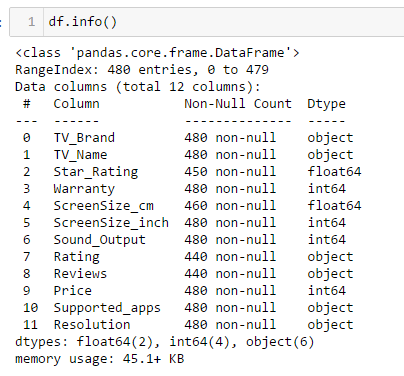 1 df.info()
<class 'pandas.core.frame.DataFrame'>
RangeIndex: 480 entries, 0 to 479
Data columns (total 12 columns):
 #   Column           Non-Null Count  Dtype
---  ------           --------------  -----
 0   TV_Brand         480 non-null    object
 1   TV_Name          480 non-null    object
 2   Star_Rating      450 non-null    float64
 3   Warranty         480 non-null    int64
 4   ScreenSize_cm    460 non-null    float64
 5   ScreenSize_inch  480 non-null    int64
 6   Sound_Output     480 non-null    int64
 7   Rating           440 non-null    object
 8   Reviews          440 non-null    object
 9   Price            480 non-null    int64
 10  Supported_apps   480 non-null    object
 11  Resolution       480 non-null    object
dtypes: float64(2), int64(4), object(6)
memory usage: 45.1+ KB